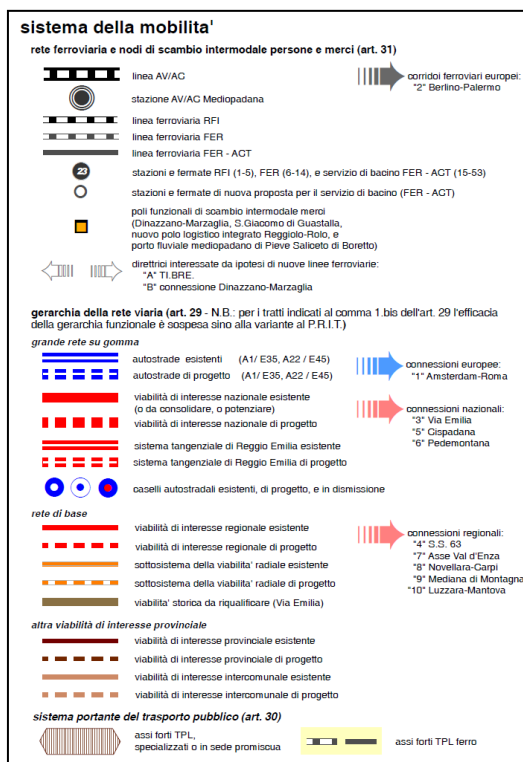 sistema della mobilita'
rete ferroviaria e nodi di scambio intermodale persone e merci (art. 31)
linea AV/AC
corridoi ferroviari europei:
"2" Berlino-Palermo
stazione AV/AC Mediopadana
linea ferroviaria RFI
linea ferroviaria FER
linea ferroviaria FER - ACT
23
stazioni e fermate RFI (1-5), FER (6-14), e servizio di bacino FER - ACT (15-53)
stazioni e fermate di nuova proposta per il servizio di bacino (FER - ACT)
poli funzionali di scambio intermodale merci
(Dinazzano-Marzaglia, S.Giacomo di Guastalla,
nuovo polo logistico integrato Reggiolo-Rolo, e
porto fluviale mediopadano di Pieve Saliceto di Boretto)
direttrici interessate da ipotesi di nuove linee ferroviarie:
"A" TI.BRE.
"B" connessione Dinazzano-Marzaglia
gerarchia della rete viaria (art. 29 - N.B.: per i tratti indicati al comma 1.bis dell'art. 29 l'efficacia
della gerarchia funzionale è sospesa sino alla variante al P.R.I.T.)
grande rete su gomma
autostrade esistenti (A1/ E35, A22 / E45)
autostrade di progetto (A1/ E35, A22 / E45)
connessioni europee:
"1" Amsterdam-Roma
viabilità di interesse nazionale esistente
(o da consolidare, o potenziare)
viabilità di interesse nazionale di progetto
connessioni nazionali:
"3" Via Emilia
"5" Cispadana
"6" Pedemontana
sistema tangenziale di Reggio Emilia esistente
sistema tangenziale di Reggio Emilia di progetto
caselli autostradali esistenti, di progetto, e in dismissione
rete di base
viabilità di interesse regionale esistente
viabilità di interesse regionale di progetto
sottosistema della viabilita' radiale esistente
sottosistema della viabilita' radiale di progetto
viabilita' storica da riqualificare (Via Emilia)
connessioni regionali:
"4" S.S. 63
"7" Asse Val d'Enza
"8" Novellara-Carpi
"9" Mediana di Montagna
"10" Luzzara-Mantova
altra viabilità di interesse provinciale
viabilità di interesse provinciale esistente
viabilità di interesse provinciale di progetto
viabilità di interesse intercomunale esistente
viabilità di interesse intercomunale di progetto
sistema portante del trasporto pubblico (art. 30)
assi forti TPL,
specializzati o in sede promiscua
assi forti TPL ferro